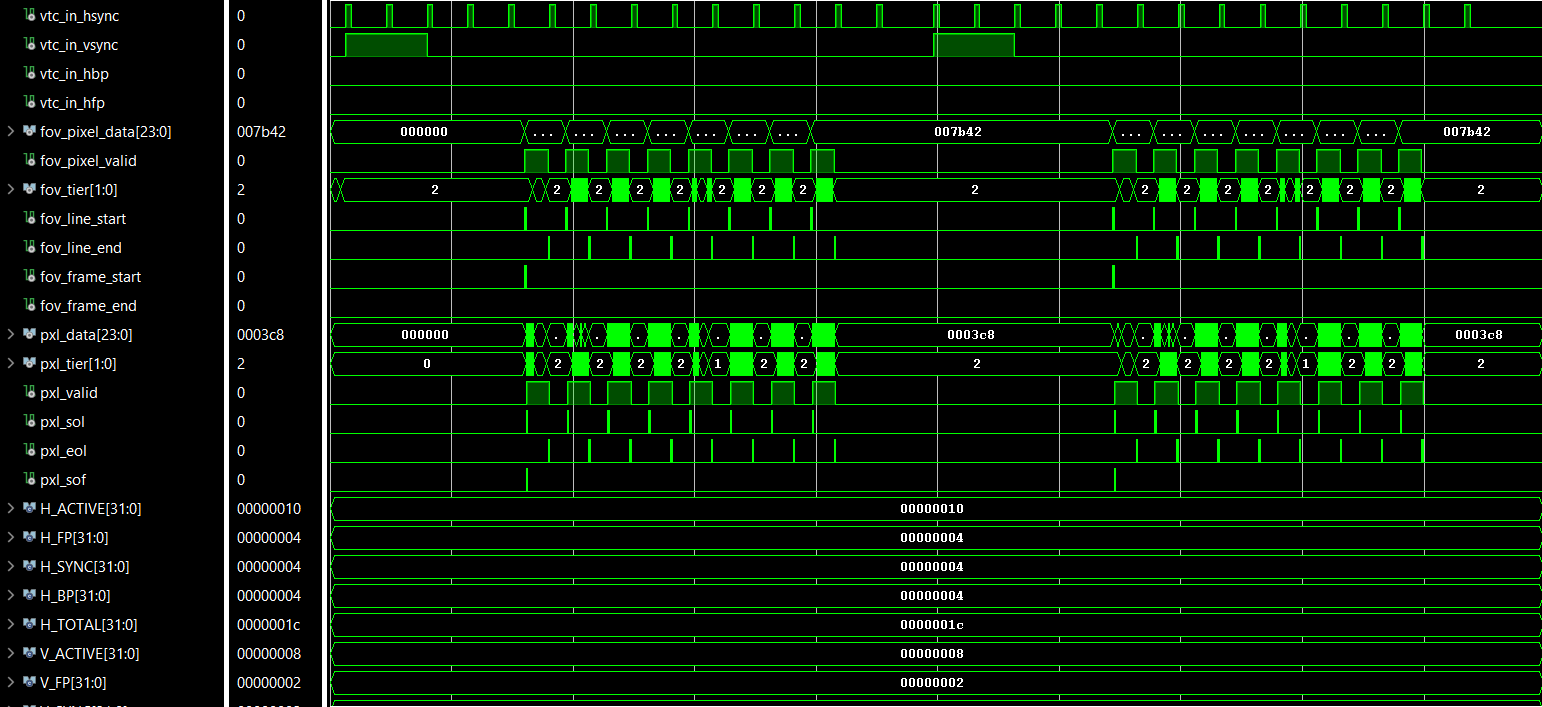 vtc_in_hsync 0
vtc_in_vsync 0
vtc_in_hbp 0
vtc_in_hfp 0
fov_pixel_data[23:0] 007b42 000000 ... ... ... ... ... ... ... 007b42 ... ... ... ... ... ... ... 007b42
fov_pixel_valid 0
fov_tier[1:0] 2 2 2 2 2 2 2 2 2 2 2 2 2 2 2 2 2 2
fov_line_start 0
fov_line_end 0
fov_frame_start 0
fov_frame_end 0
pxl_data[23:0] 0003c8 000000 . . . . . . . 0003c8 . . . . . . . 0003c8
pxl_tier[1:0] 2 0 2 2 2 2 1 2 2 2 2 2 2 2 1 2 2 2
pxl_valid 0
pxl_sol 0
pxl_eol 0
pxl_sof 0
H_ACTIVE[31:0] 00000010 00000010
H_FP[31:0] 00000004 00000004
H_SYNC[31:0] 00000004 00000004
H_BP[31:0] 00000004 00000004
H_TOTAL[31:0] 0000001c 0000001c
V_ACTIVE[31:0] 00000008 00000008
V_FP[31:0] 00000002 00000002